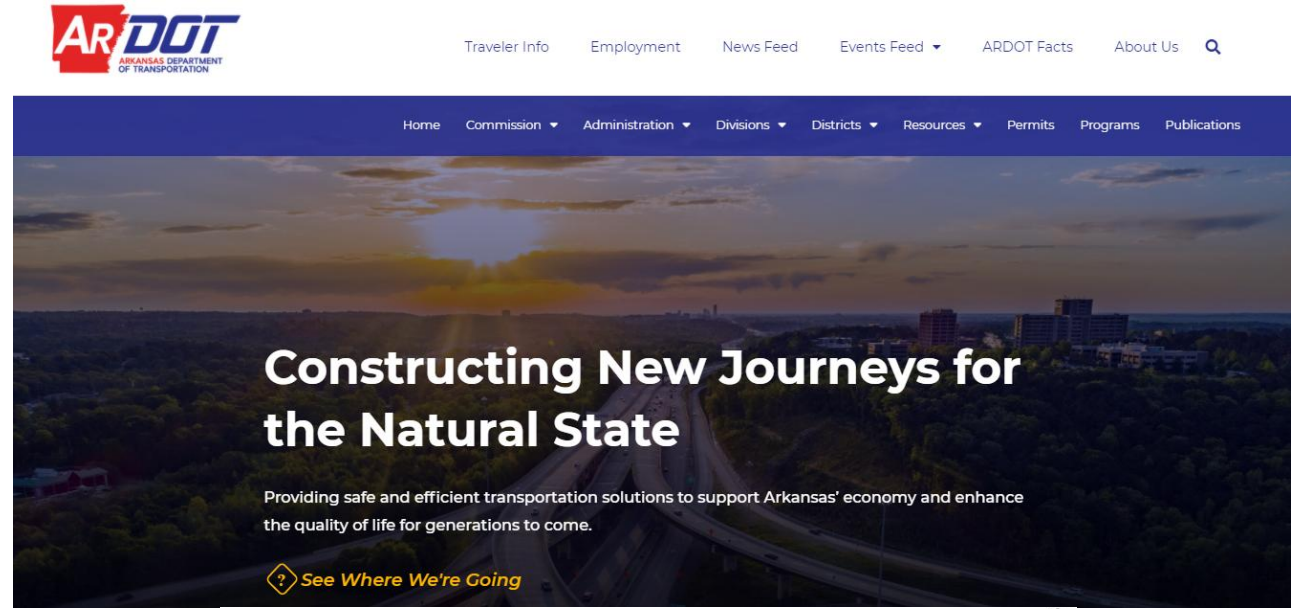 ARDOT
ARKANSAS DEPARTMENT
OF TRANSPORTATION
Traveler Info Employment News Feed Events Feed ARDOT Facts About Us
Home Commission Administration Divisions Districts Resources Permits Programs Publications
Constructing New Journeys for
the Natural State
Providing safe and efficient transportation solutions to support Arkansas’ economy and enhance
the quality of life for generations to come.
? See Where We're Going